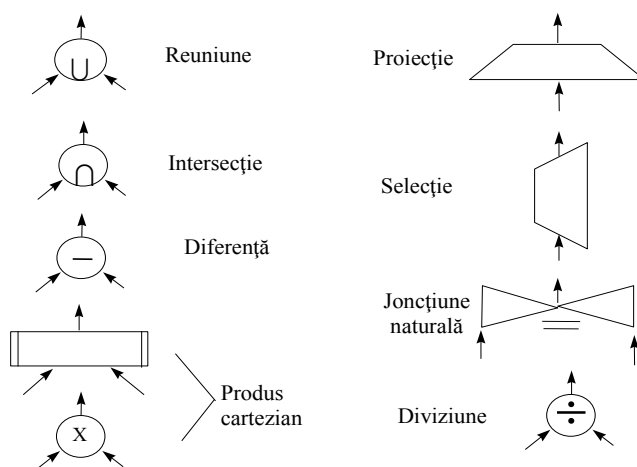 Reuniune
Intersecţie
Diferenţă
Produs
cartezian
X
Proiecţie
Selecţie
Joncţiune
naturală
Diviziune